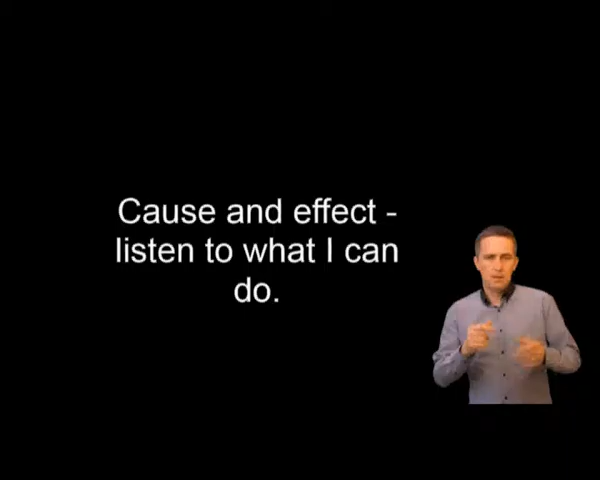 Cause and effect -
listen to what I can
do.